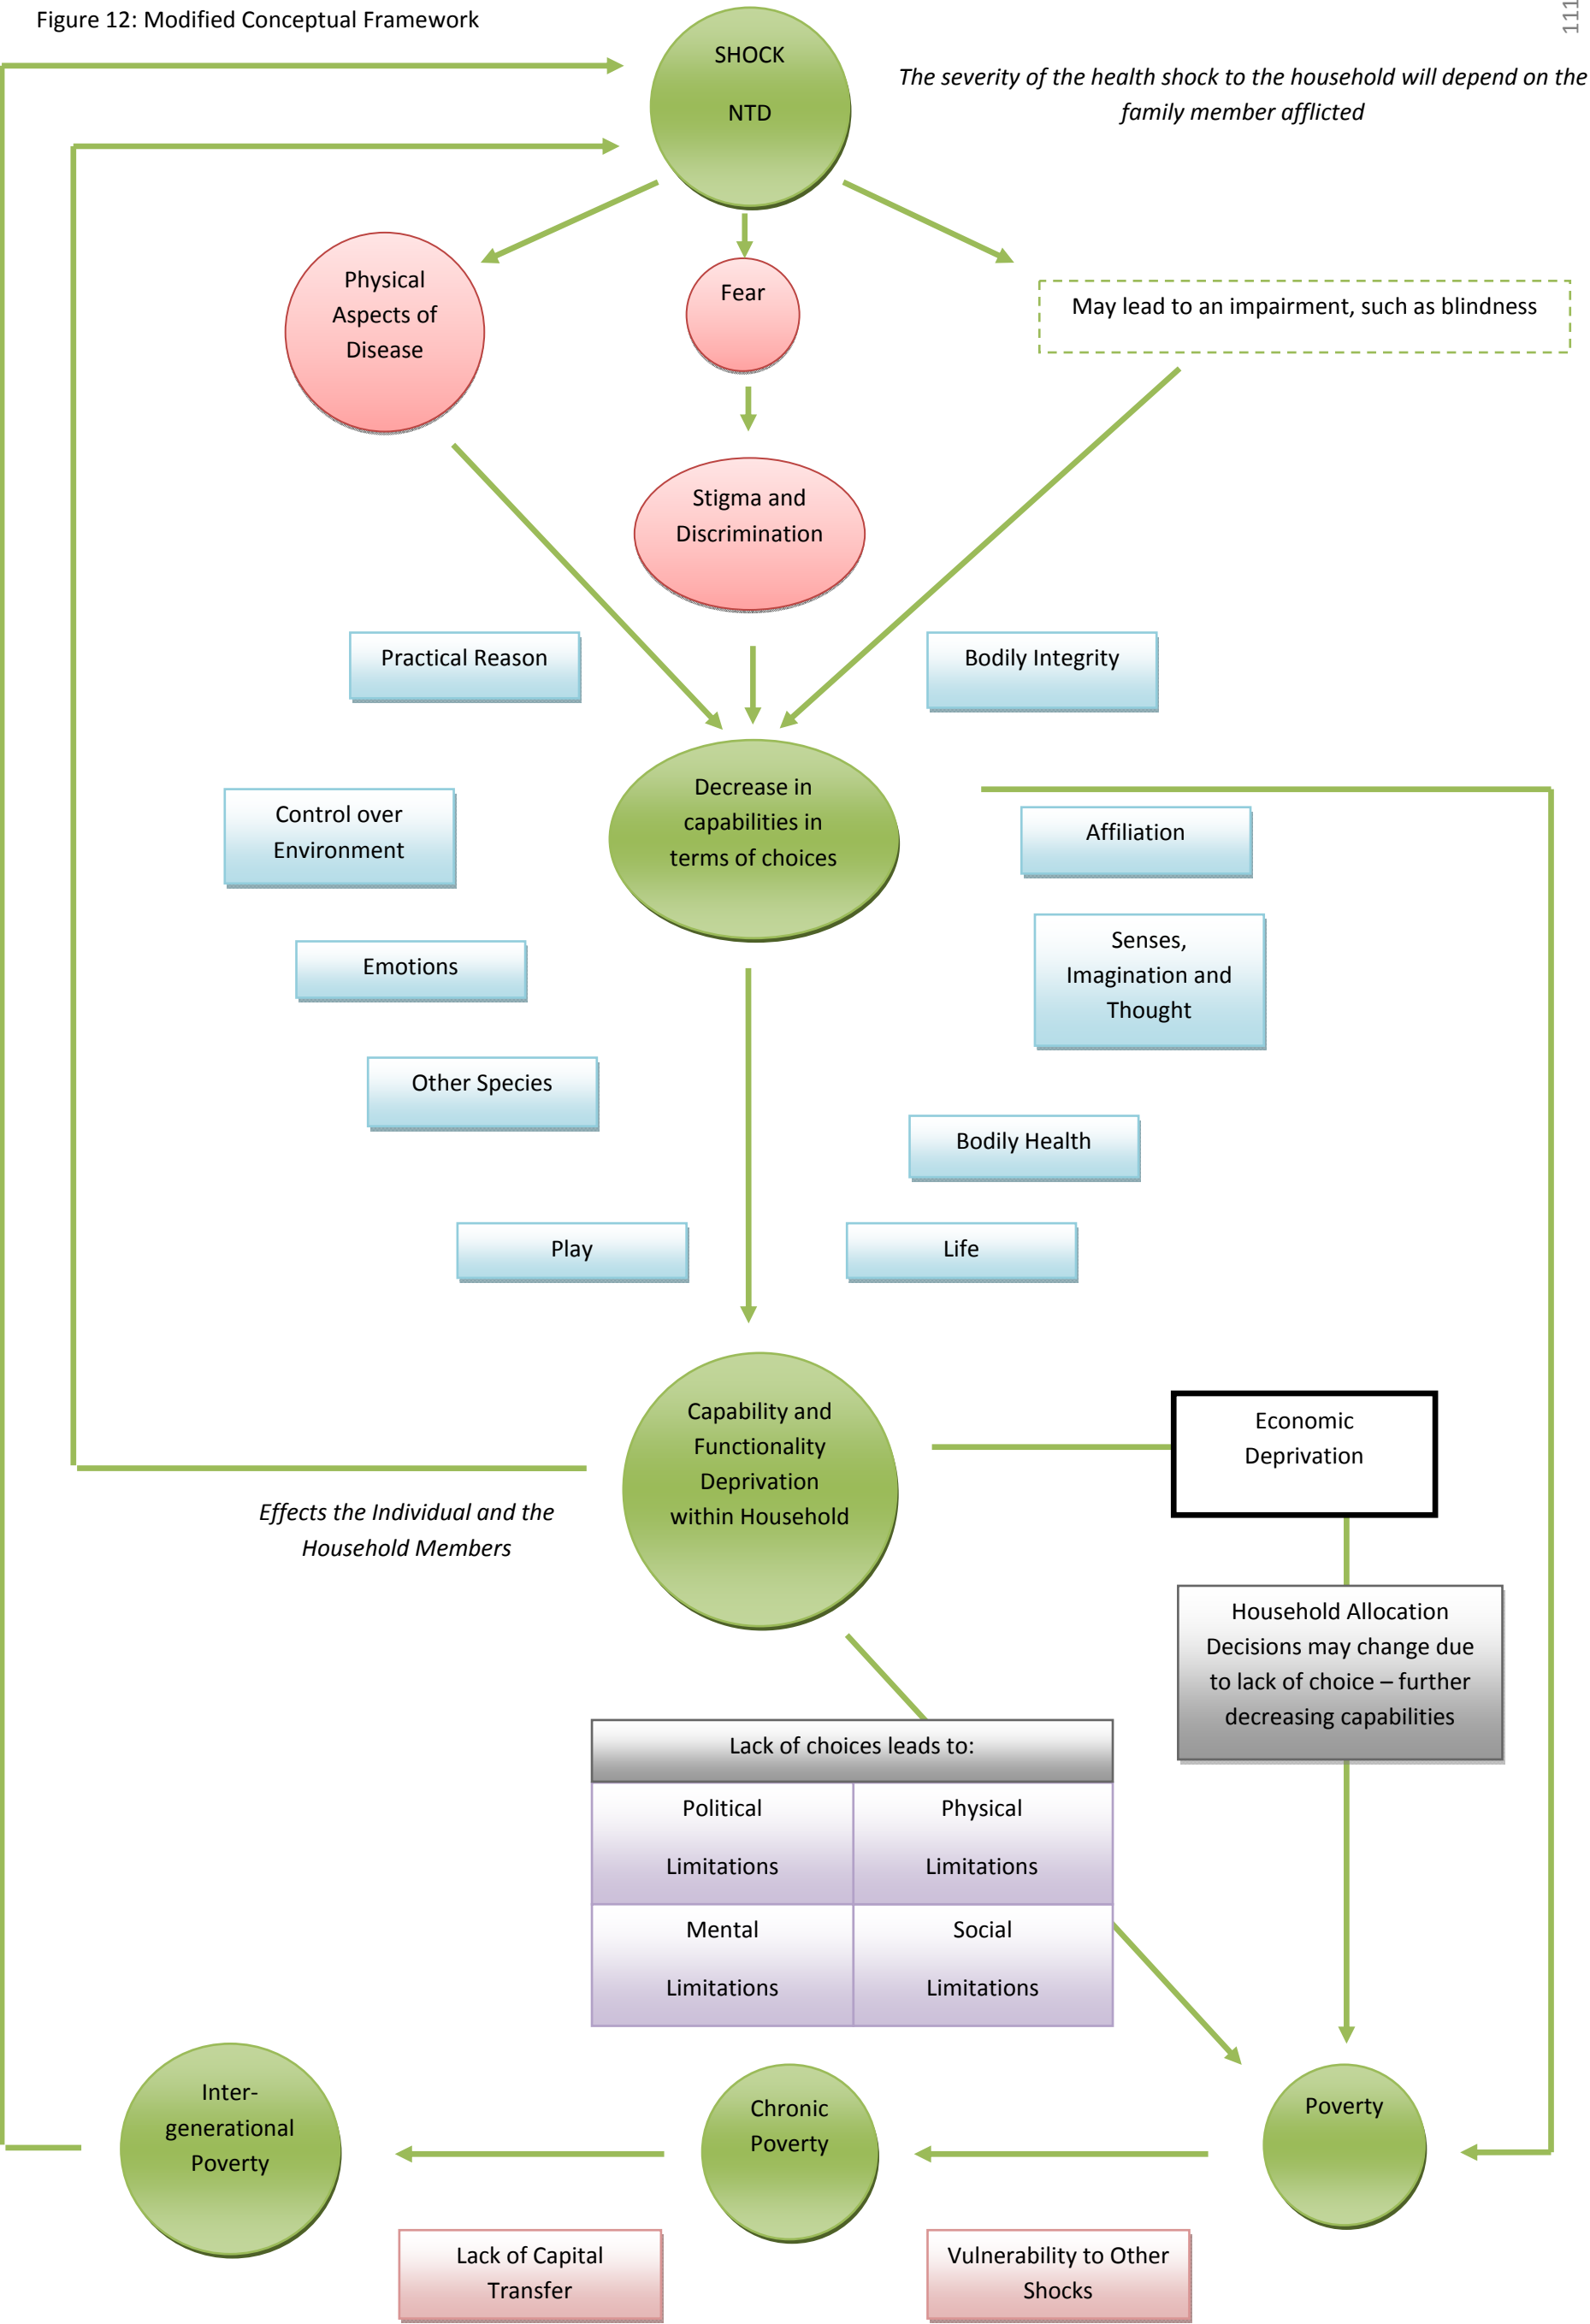 111
Figure 12: Modified Conceptual Framework
SHOCK
NTD
The severity of the health shock to the household will depend on the
family member afflicted
Physical
Aspects of
Disease
Fear
May lead to an impairment, such as blindness
Stigma and
Discrimination
Practical Reason
Bodily Integrity
Decrease in
capabilities in
terms of choices
Control over
Environment
Affiliation
Emotions
Senses,
Imagination and
Thought
Other Species
Bodily Health
Play
Life
Capability and
Functionality
Deprivation
within Household
Economic
Deprivation
Effects the Individual and the
Household Members
Household Allocation
Decisions may change due
to lack of choice – further
decreasing capabilities
Lack of choices leads to:
Political
Limitations
Physical
Limitations
Mental
Limitations
Social
Limitations
Inter-
generational
Poverty
Chronic
Poverty
Poverty
Lack of Capital
Transfer
Vulnerability to Other
Shocks